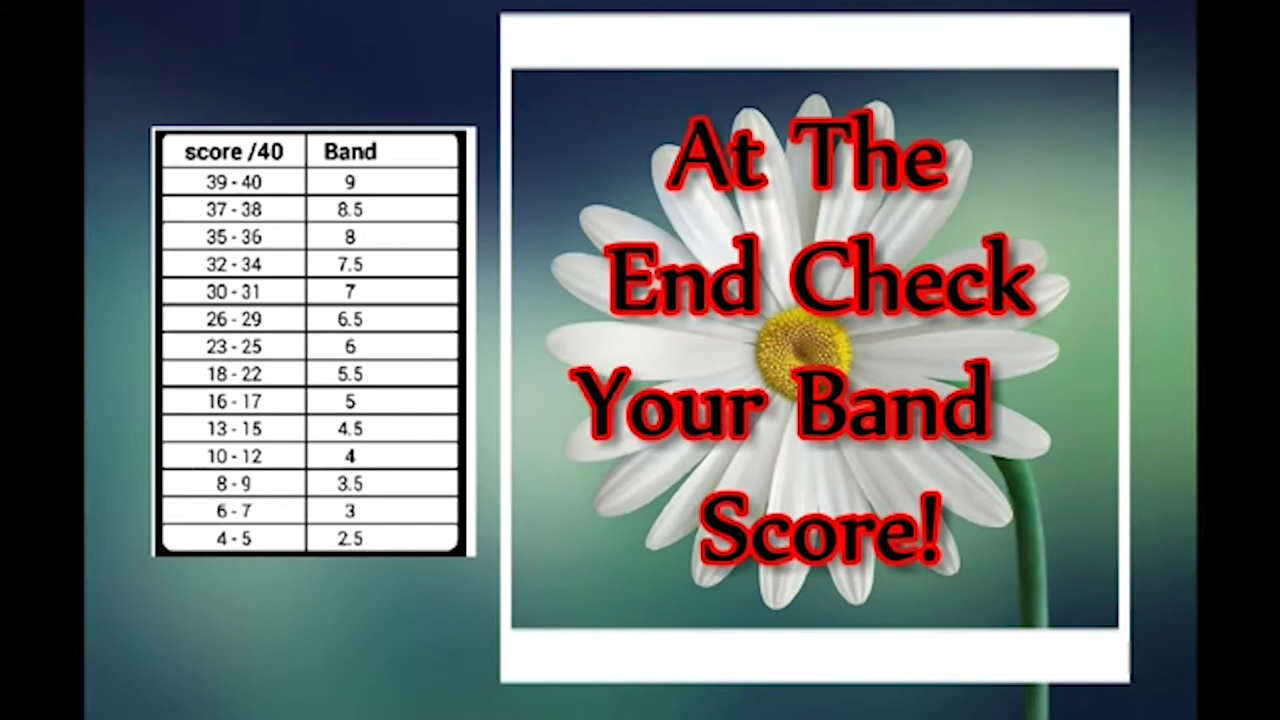 score /40 Band
39 - 40 9
37 - 38 8.5
35 - 36 8
32 - 34 7.5
30 - 31 7
26 - 29 6.5
23 - 25 6
18 - 22 5.5
16 - 17 5
13 - 15 4.5
10 - 12 4
8 - 9 3.5
6 - 7 3
4 - 5 2.5
At The
End Check
Your Band
Score!